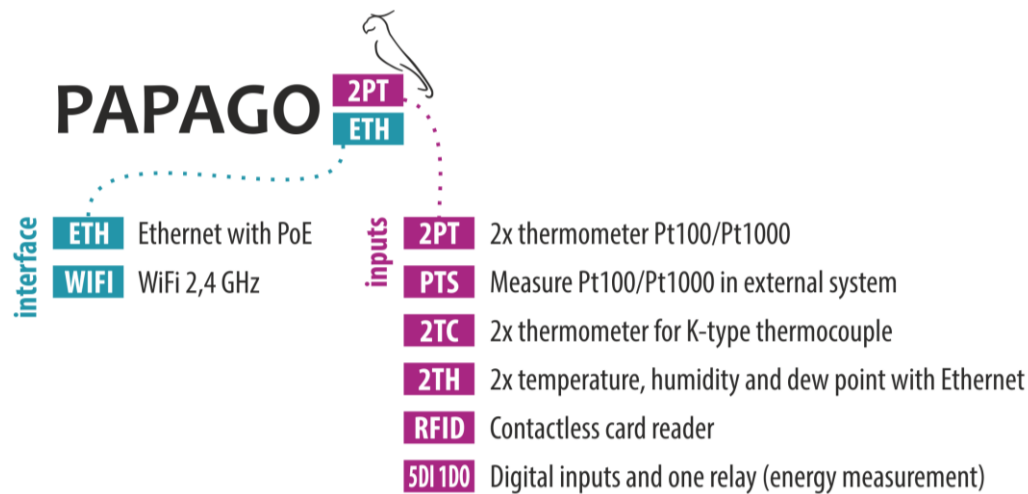 PAPAGO 2PT
ETH
interface
ETH Ethernet with PoE
WIFI WiFi 2,4 GHz
inputs
2PT 2x thermometer Pt100/Pt1000
PTS Measure Pt100/Pt1000 in external system
2TC 2x thermometer for K-type thermocouple
2TH 2x temperature, humidity and dew point with Ethernet
RFID Contactless card reader
5DI 1DO Digital inputs and one relay (energy measurement)